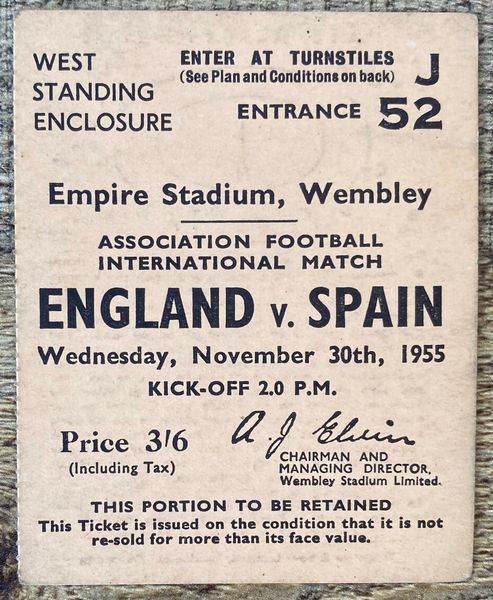 WEST
STANDING
ENCLOSURE
ENTER AT TURNSTILES J
(See Plan and Conditions on back)
ENTRANCE 52
Empire Stadium, Wembley
ASSOCIATION FOOTBALL
INTERNATIONAL MATCH
ENGLAND v. SPAIN
Wednesday, November 30th, 1955
KICK-OFF 2.0 P.M.
Price 3/6
(Including Tax)
A. J. Elvin
CHAIRMAN AND
MANAGING DIRECTOR,
Wembley Stadium Limited.
THIS PORTION TO BE RETAINED
This Ticket is issued on the condition that it is not
re-sold for more than its face value.